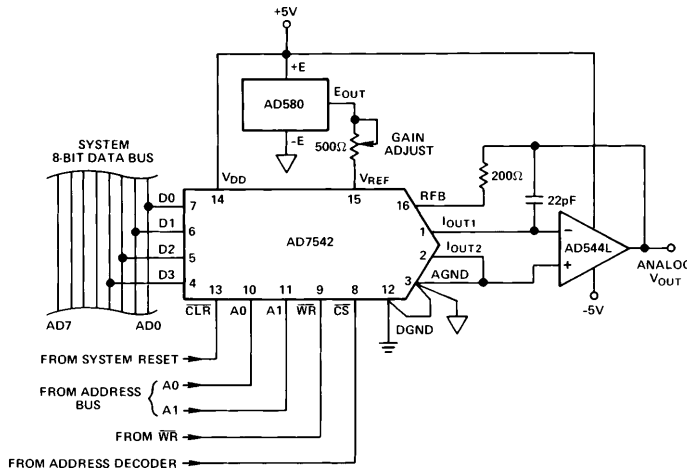 +5V
+E
AD580
EOUT
-E
500Ω
GAIN
ADJUST
SYSTEM
8-BIT DATA BUS
VDD
14
VREF
15
RFB
16
200Ω
22pF
D0
7
D1
6
D2
5
D3
4
AD7542
IOUT1
1
IOUT2
2
AGND
3
−
+
AD544L
ANALOG
VOUT
-5V
AD7
AD0
13
10
11
9
8
12
CLR
A0
A1
WR
CS
DGND
FROM SYSTEM RESET
FROM ADDRESS
BUS
A0
A1
FROM WR
FROM ADDRESS DECODER